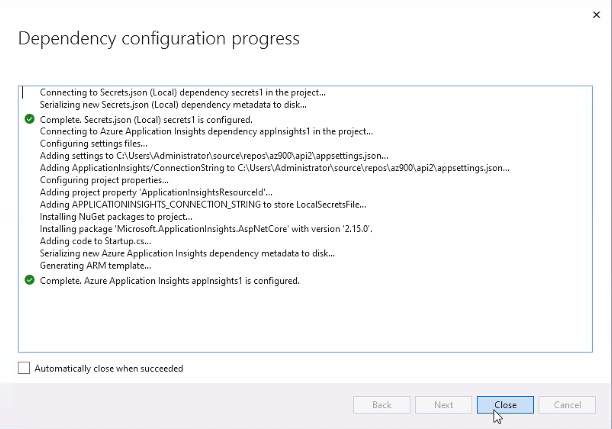 Dependency configuration progress
Connecting to Secrets.json (Local) dependency secrets1 in the project...
Serializing new Secrets.json (Local) dependency metadata to disk...
Complete. Secrets.json (Local) secrets1 is configured.
Connecting to Azure Application Insights dependency appInsights1 in the project...
Configuring settings files...
Adding settings to C:\Users\Administrator\source\repos\az900\api2\appsettings.json...
Adding ApplicationInsights/ConnectionString to C:\Users\Administrator\source\repos\az900\api2\appsettings.json...
Configuring project properties...
Adding project property 'ApplicationInsightsResourceId'...
Adding APPLICATIONINSIGHTS_CONNECTION_STRING to store LocalSecretsFile...
Installing NuGet packages to project...
Installing package 'Microsoft.ApplicationInsights.AspNetCore' with version '2.15.0'.
Adding code to Startup.cs...
Serializing new Azure Application Insights dependency metadata to disk...
Generating ARM template...
Complete. Azure Application Insights appInsights1 is configured.
Automatically close when succeeded
Back Next Close Cancel